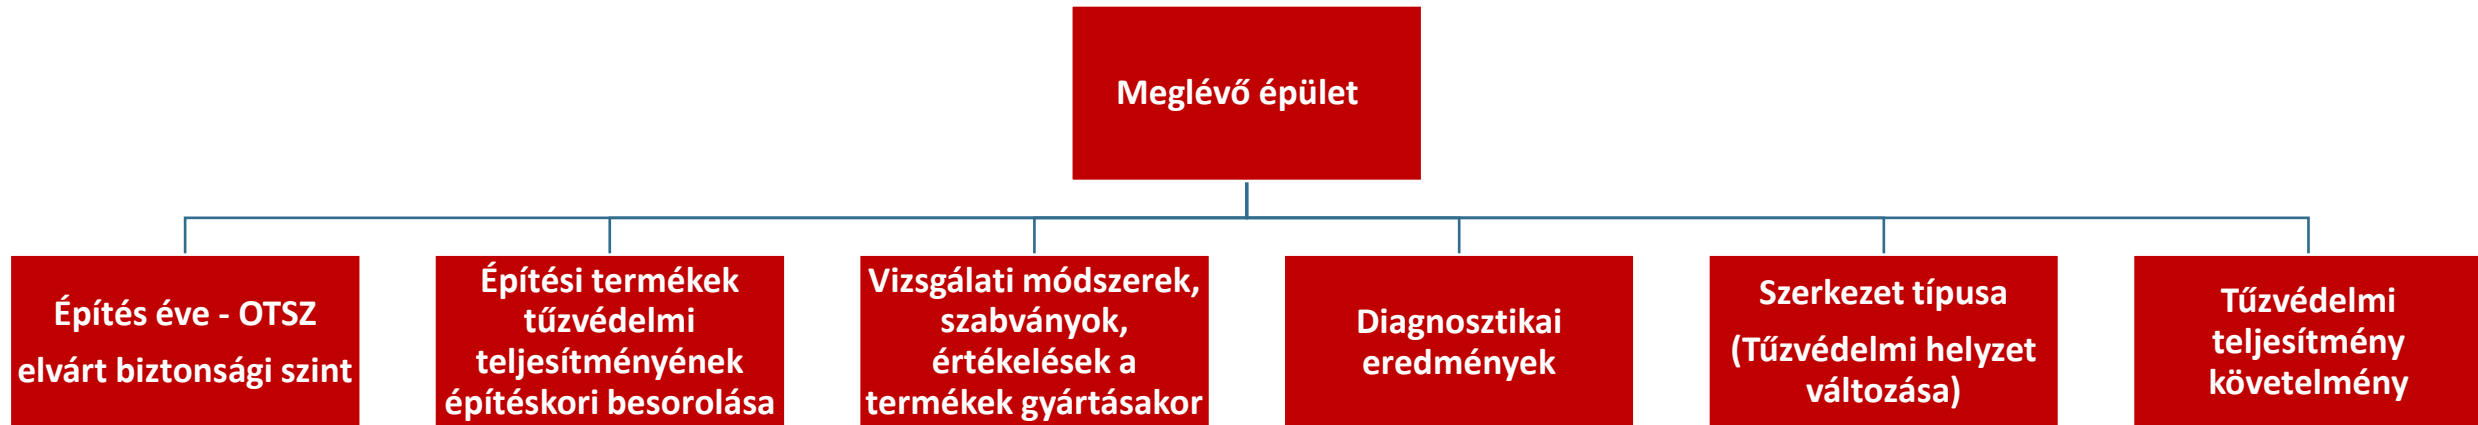 Meglévő épület
Építés éve - OTSZ
elvárt biztonsági szint
Építési termékek
tűzvédelmi
teljesítményének
építéskori besorolása
Vizsgálati módszerek,
szabványok,
értékelések a
termékek gyártásakor
Diagnosztikai
eredmények
Szerkezet típusa
(Tűzvédelmi helyzet
változása)
Tűzvédelmi
teljesítmény
követelmény